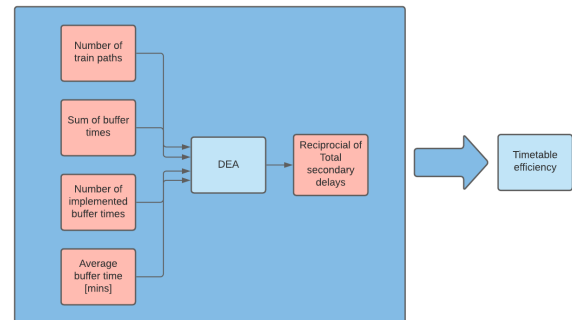 Number of
train paths
Sum of buffer
times
Number of
implemented
buffer times
Average
buffer time
[mins]
DEA
Reciprocial of
Total
secondary
delays
Timetable
efficiency